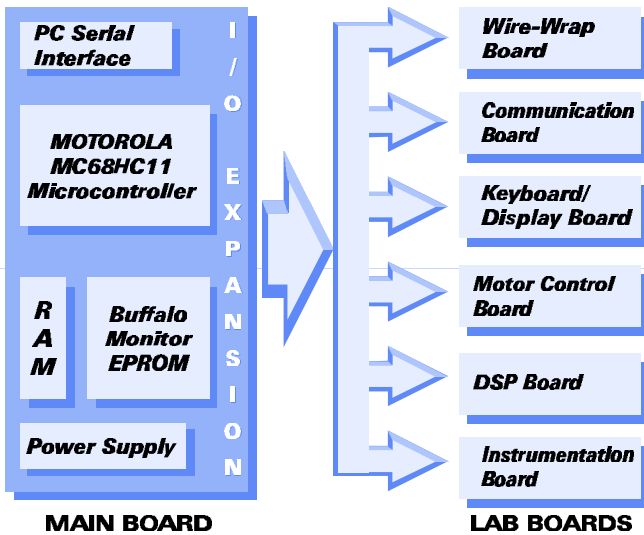 PC Serial
Interface
MOTOROLA
MC68HC11
Microcontroller
RAM
Buffalo
Monitor
EPROM
Power Supply
I/O EXPANSION
MAIN BOARD
Wire-Wrap
Board
Communication
Board
Keyboard/
Display Board
Motor Control
Board
DSP Board
Instrumentation
Board
LAB BOARDS